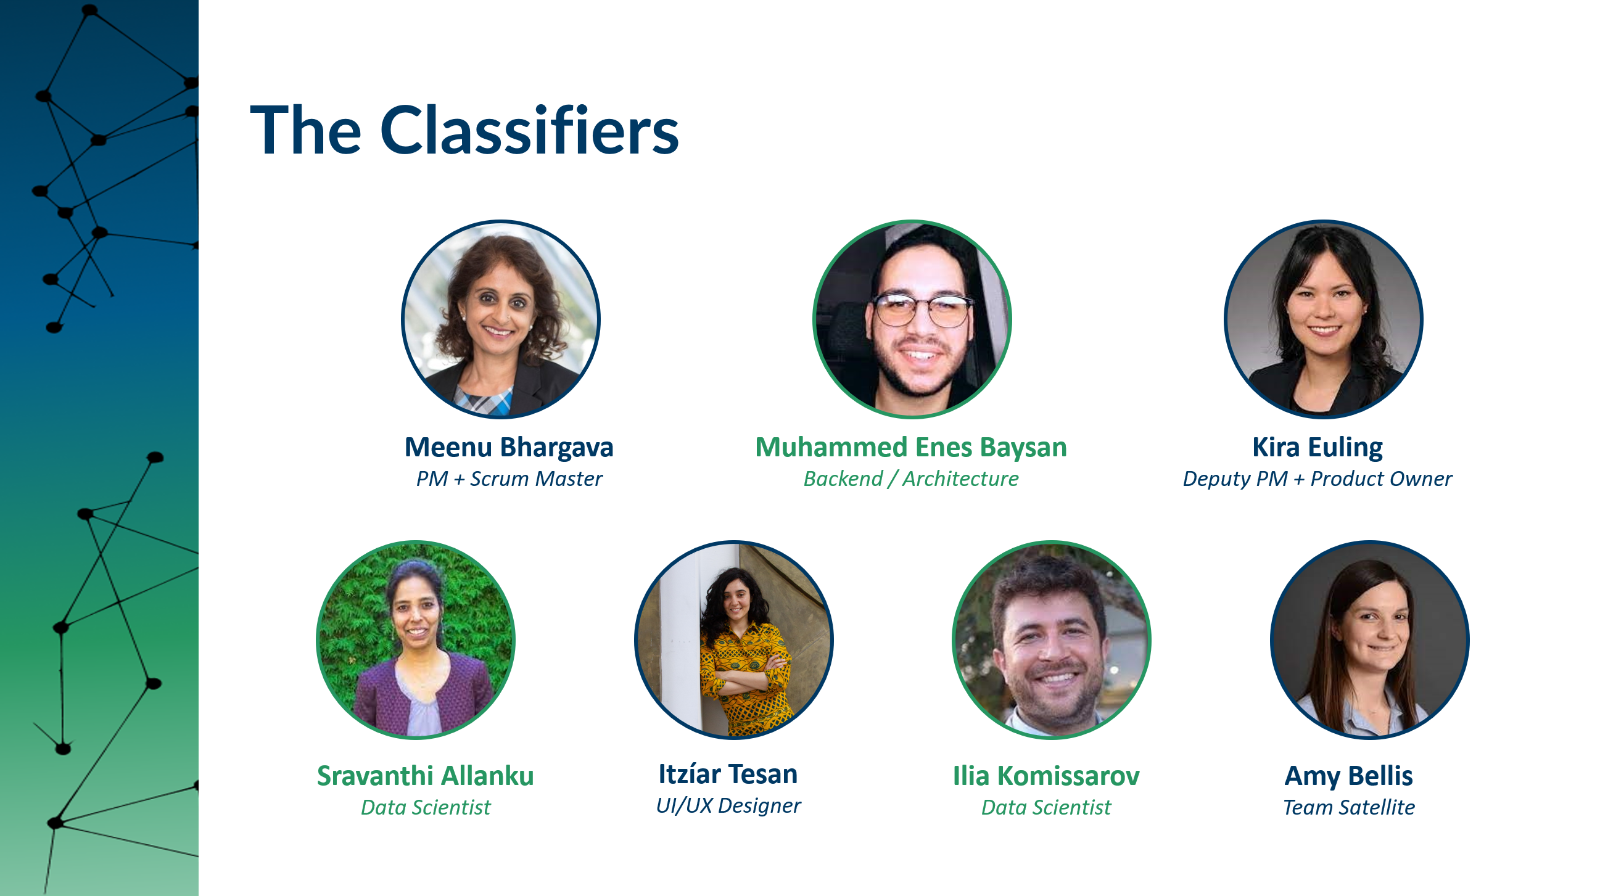 The Classifiers
Meenu Bhargava
PM + Scrum Master
Muhammed Enes Baysan
Backend / Architecture
Kira Euling
Deputy PM + Product Owner
Sravanthi Allanku
Data Scientist
Itzíar Tesan
UI/UX Designer
Ilia Komissarov
Data Scientist
Amy Bellis
Team Satellite